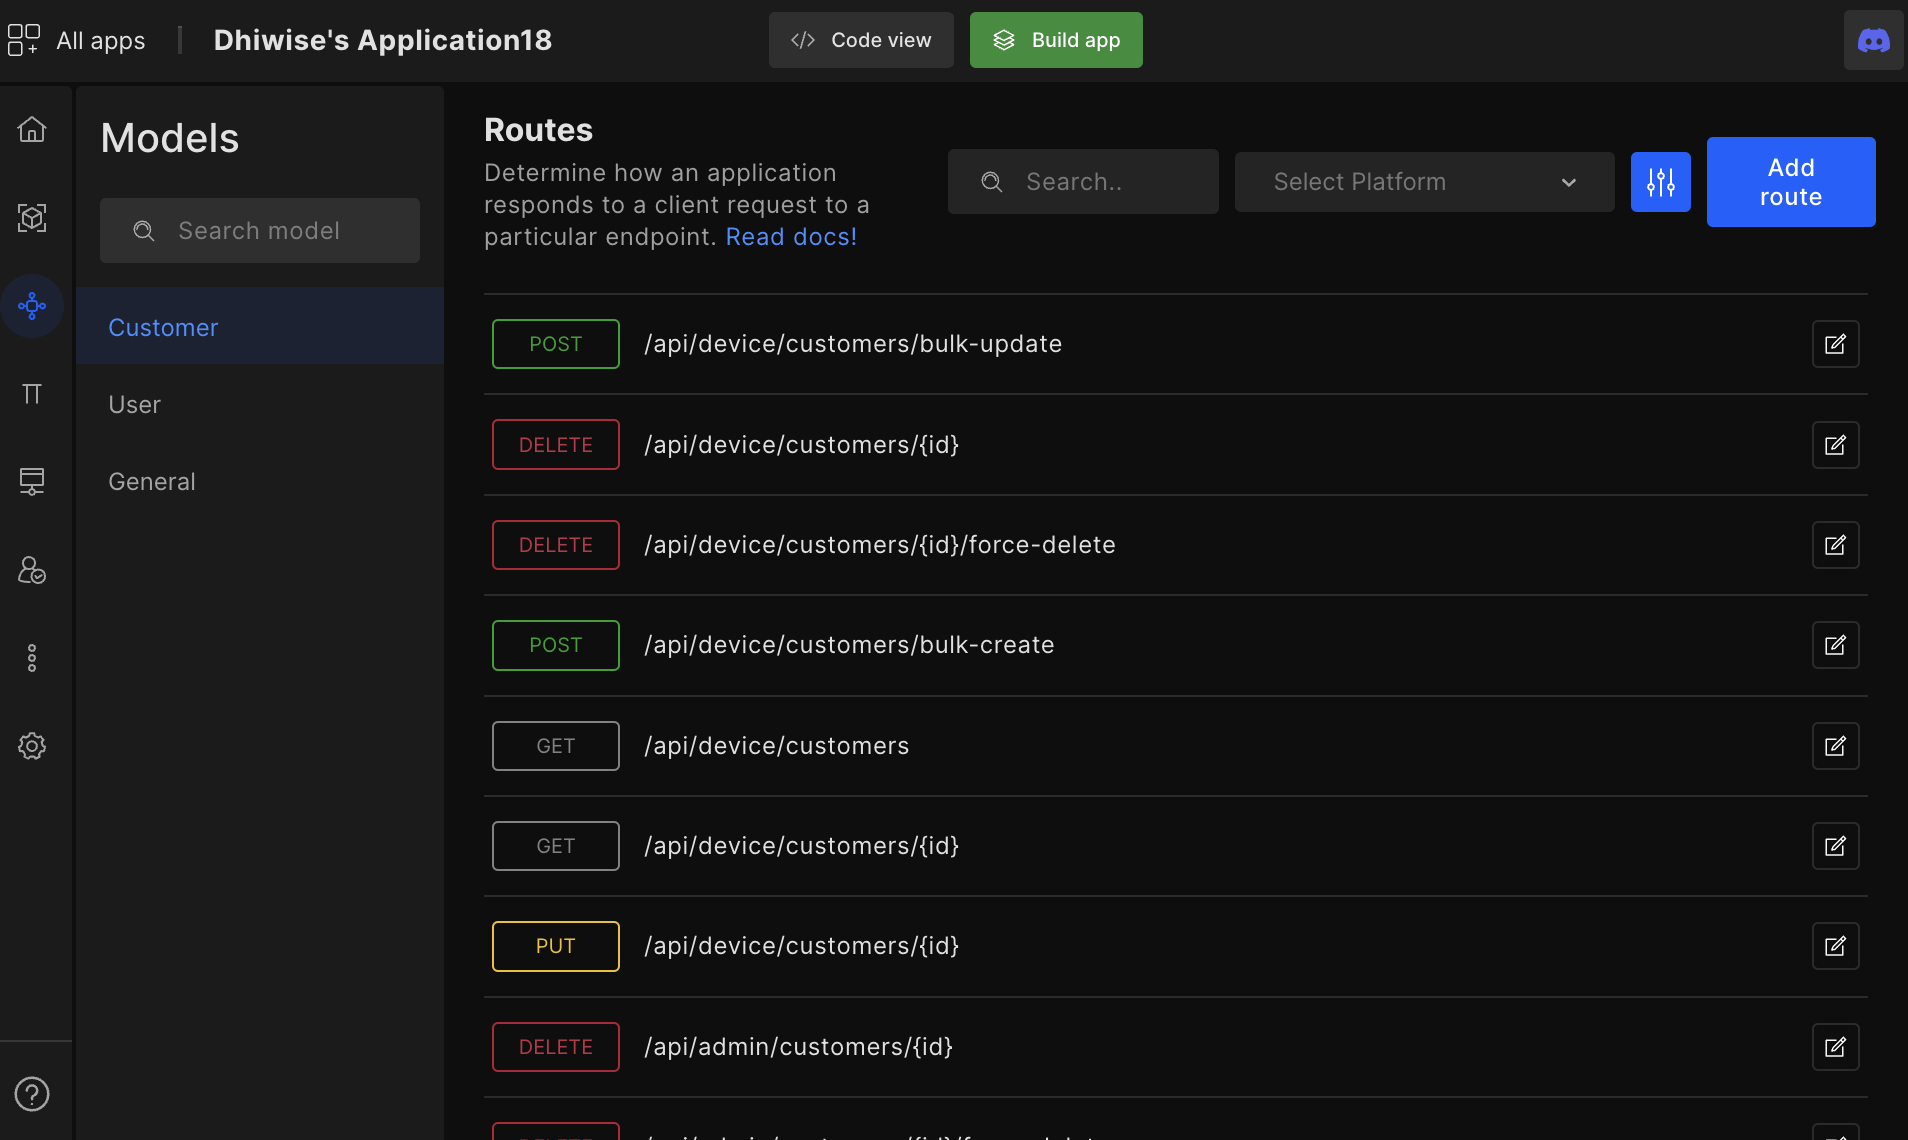 All apps
Dhiwise's Application18
Code view
Build app
Models
Search model
Customer
User
General
Routes
Determine how an application
responds to a client request to a
particular endpoint. Read docs!
Search..
Select Platform
Add
route
POST
/api/device/customers/bulk-update
DELETE
/api/device/customers/{id}
DELETE
/api/device/customers/{id}/force-delete
POST
/api/device/customers/bulk-create
GET
/api/device/customers
GET
/api/device/customers/{id}
PUT
/api/device/customers/{id}
DELETE
/api/admin/customers/{id}